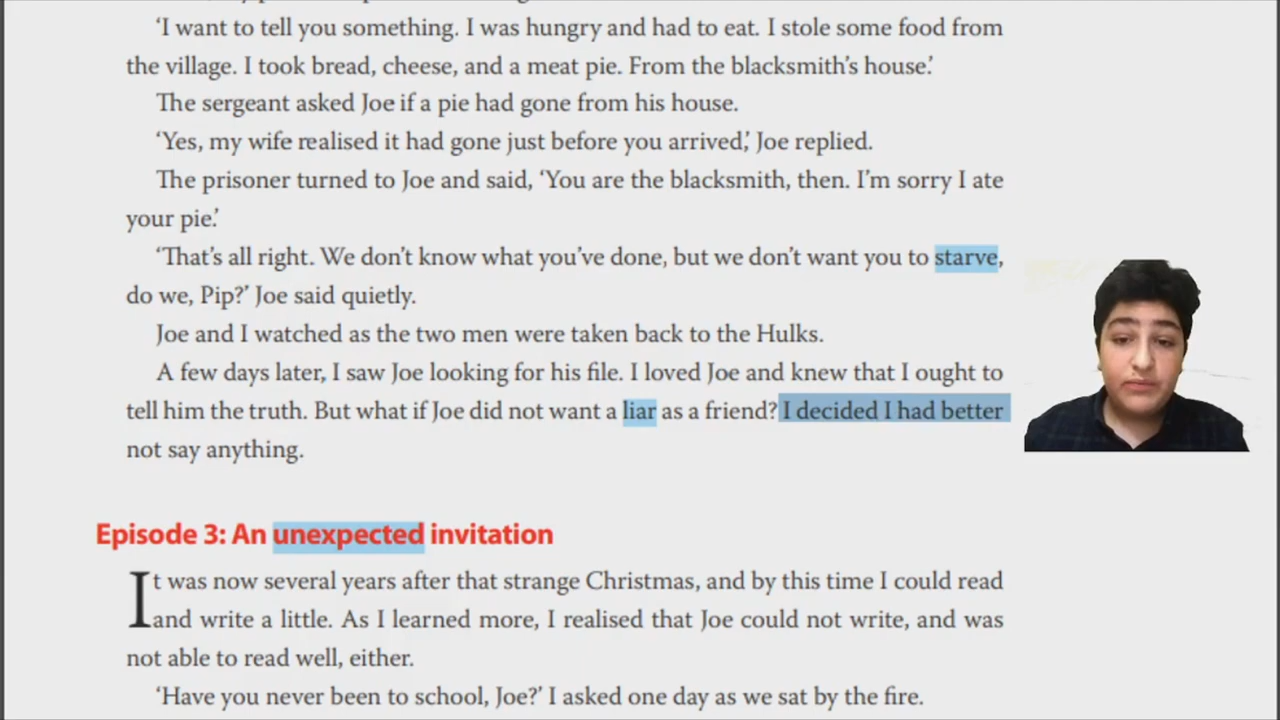 ‘I want to tell you something. I was hungry and had to eat. I stole some food from
the village. I took bread, cheese, and a meat pie. From the blacksmith’s house.’
The sergeant asked Joe if a pie had gone from his house.
‘Yes, my wife realised it had gone just before you arrived,’ Joe replied.
The prisoner turned to Joe and said, ‘You are the blacksmith, then. I’m sorry I ate
your pie.’
‘That’s all right. We don’t know what you’ve done, but we don’t want you to starve,
do we, Pip?’ Joe said quietly.
Joe and I watched as the two men were taken back to the Hulks.
A few days later, I saw Joe looking for his file. I loved Joe and knew that I ought to
tell him the truth. But what if Joe did not want a liar as a friend? I decided I had better
not say anything.
Episode 3: An unexpected invitation
It was now several years after that strange Christmas, and by this time I could read
and write a little. As I learned more, I realised that Joe could not write, and was
not able to read well, either.
‘Have you never been to school, Joe?’ I asked one day as we sat by the fire.